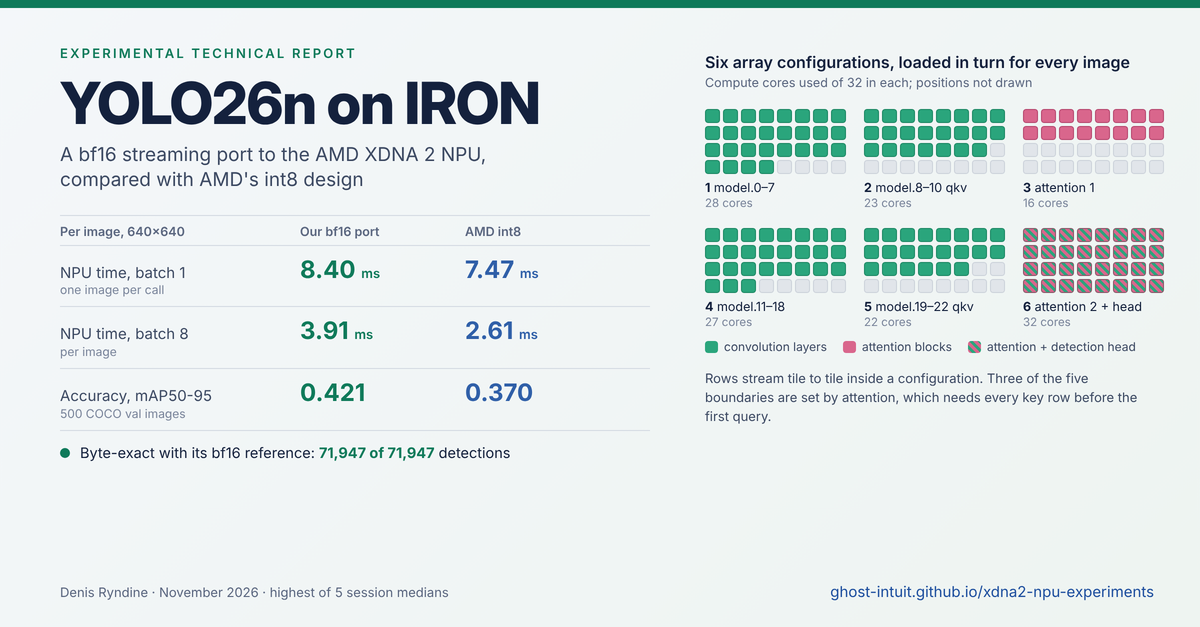 EXPERIMENTAL TECHNICAL REPORT
YOLO26n on IRON
A bf16 streaming port to the AMD XDNA 2 NPU,
compared with AMD's int8 design
Per image, 640×640 Our bf16 port AMD int8
NPU time, batch 1 8.40 ms 7.47 ms
one image per call
NPU time, batch 8 3.91 ms 2.61 ms
per image
Accuracy, mAP50-95 0.421 0.370
500 COCO val images
Byte-exact with its bf16 reference: 71,947 of 71,947 detections
Six array configurations, loaded in turn for every image
Compute cores used of 32 in each; positions not drawn
1 model.0–7
28 cores
2 model.8–10 qkv
23 cores
3 attention 1
16 cores
4 model.11–18
27 cores
5 model.19–22 qkv
22 cores
6 attention 2 + head
32 cores
convolution layers attention blocks attention + detection head
Rows stream tile to tile inside a configuration. Three of the five
boundaries are set by attention, which needs every key row before the
first query.
Denis Ryndine · November 2026 · highest of 5 session medians
ghost-intuit.github.io/xdna2-npu-experiments